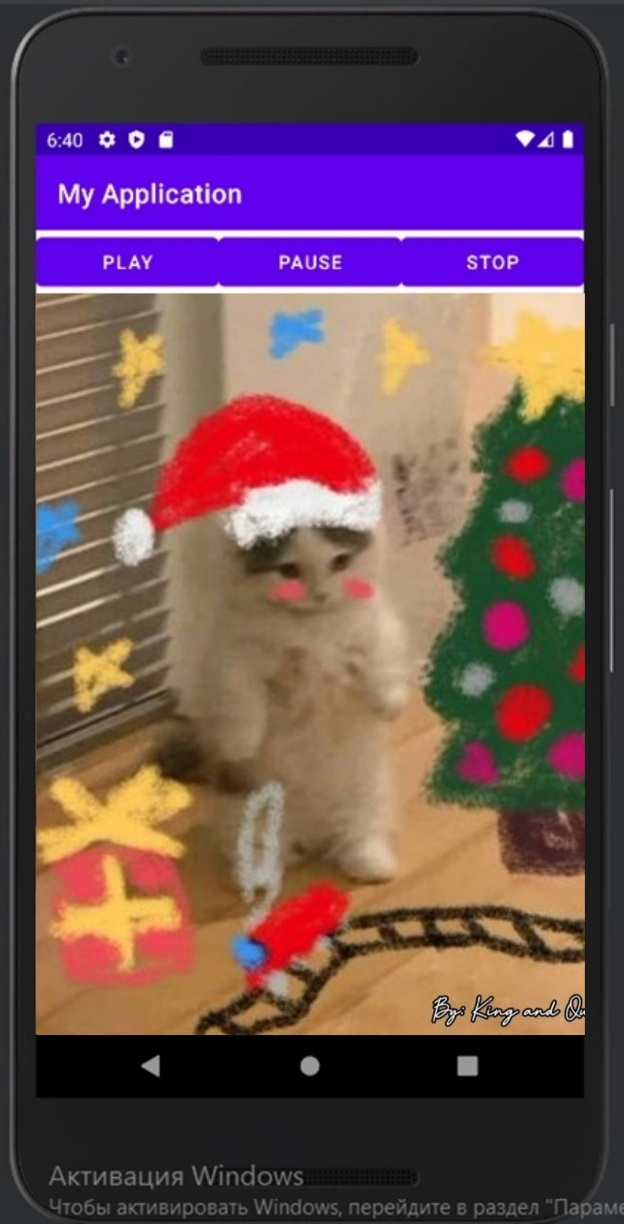 6:40
My Application
PLAY PAUSE STOP
By: King and Qu
Активация Windows
Чтобы активировать Windows, перейдите в раздел "Параме